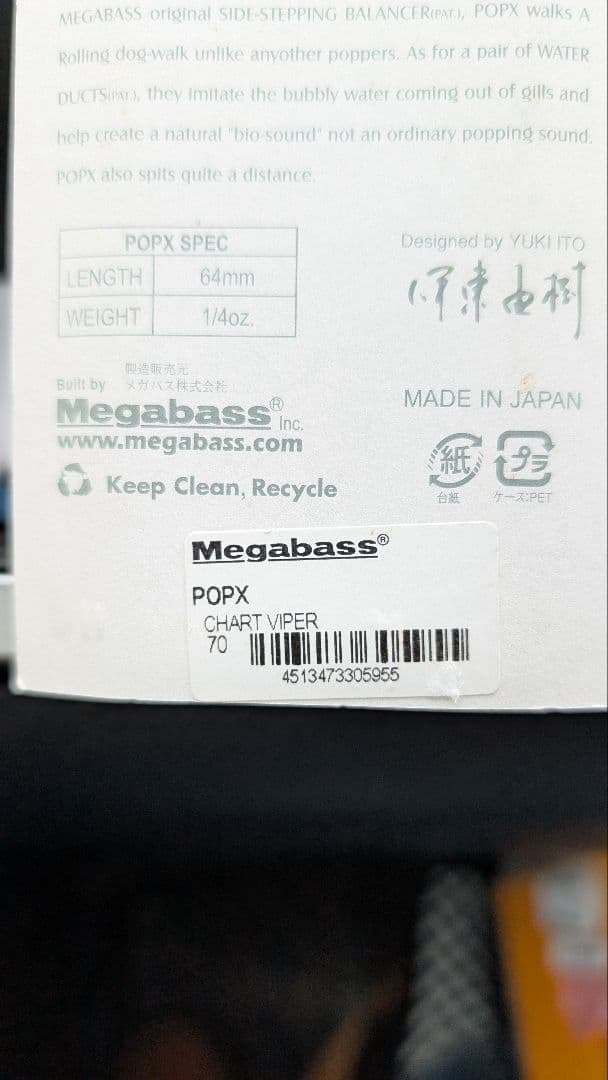 MEGABASS original SIDE-STEPPING BALANCER(PAT.), POPX walks A
Rolling dog-walk unlike anyother poppers. As for a pair of WATER
DUCTS(PAT.), they imitate the bubbly water coming out of gills and
help create a natural "bio-sound" not an ordinary popping sound.
POPX also spits quite a distance.
POPX SPEC
LENGTH 64mm
WEIGHT 1/4oz.
Designed by YUKI ITO
伊東由樹
製造販売元
Built by メガバス株式会社
Megabass® Inc.
www.megabass.com
Keep Clean, Recycle
MADE IN JAPAN
紙 プラ
台紙 ケース:PET
Megabass®
POPX
CHART VIPER
70
4513473305955